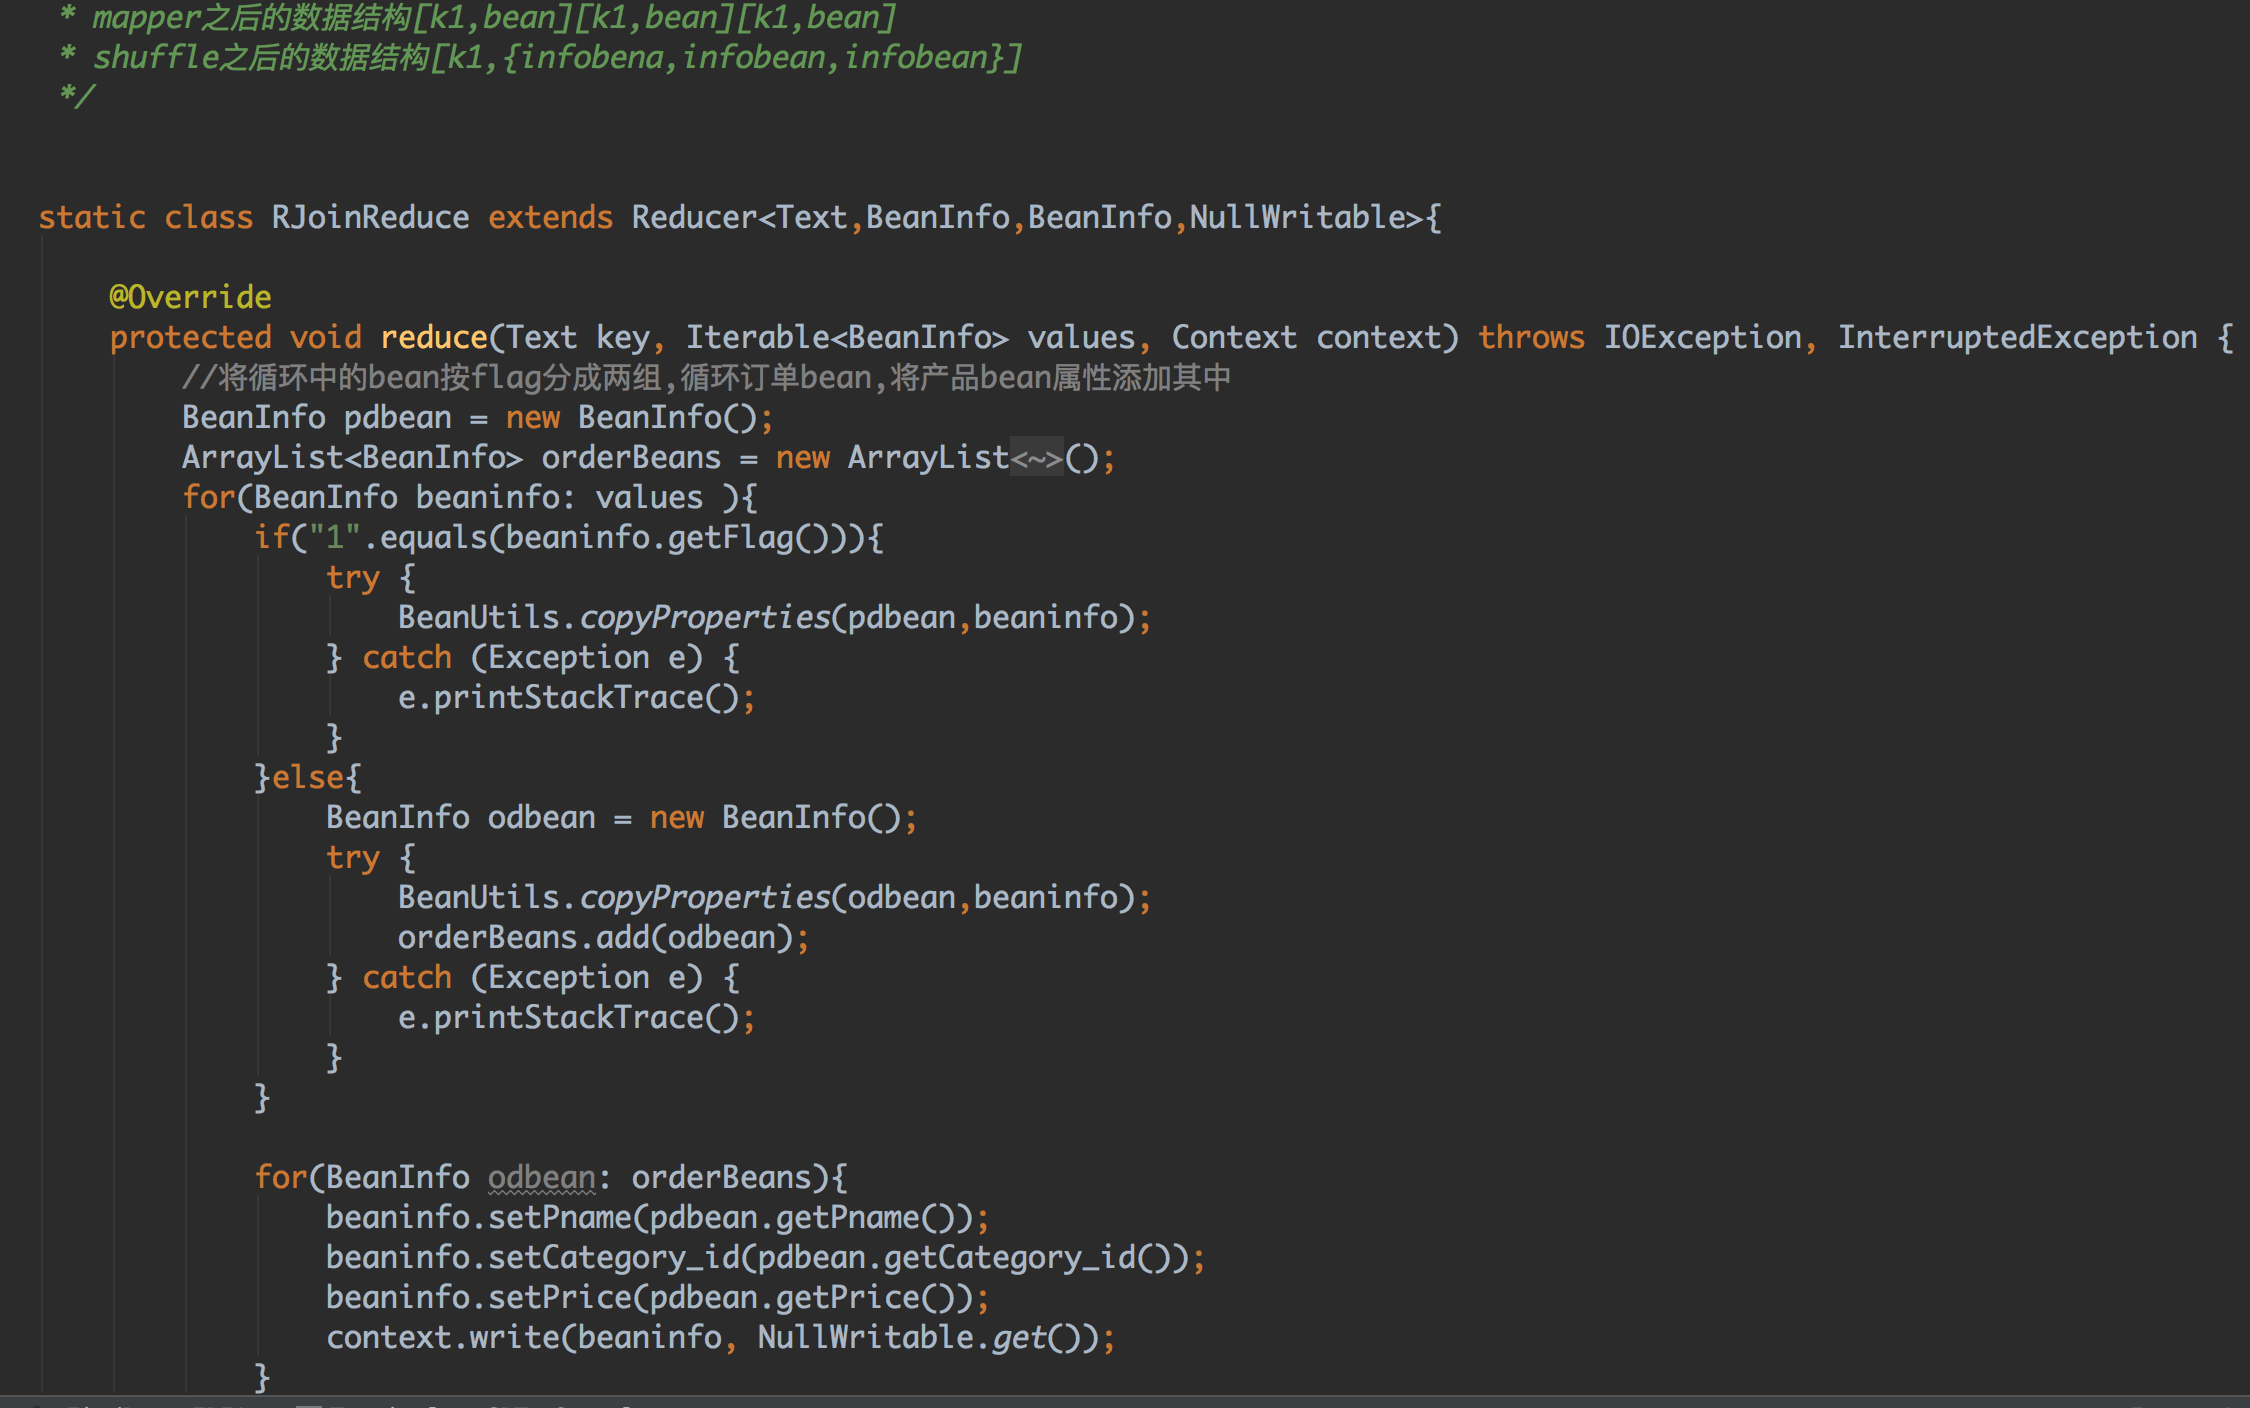 * mapper之后的数据结构[k1,bean][k1,bean][k1,bean]
* shuffle之后的数据结构[k1,{infobena,infobean,infobean}]
*/
static class RJoinReduce extends Reducer<Text,BeanInfo,BeanInfo,NullWritable>{
@Override
protected void reduce(Text key, Iterable<BeanInfo> values, Context context) throws IOException, InterruptedException {
//将循环中的bean按flag分成两组,循环订单bean,将产品bean属性添加其中
BeanInfo pdbean = new BeanInfo();
ArrayList<BeanInfo> orderBeans = new ArrayList<~>();
for(BeanInfo beaninfo: values ){
if("1".equals(beaninfo.getFlag())){
try {
BeanUtils.copyProperties(pdbean,beaninfo);
} catch (Exception e) {
e.printStackTrace();
}
}else{
BeanInfo odbean = new BeanInfo();
try {
BeanUtils.copyProperties(odbean,beaninfo);
orderBeans.add(odbean);
} catch (Exception e) {
e.printStackTrace();
}
}
for(BeanInfo odbean: orderBeans){
beaninfo.setPname(pdbean.getPname());
beaninfo.setCategory_id(pdbean.getCategory_id());
beaninfo.setPrice(pdbean.getPrice());
context.write(beaninfo, NullWritable.get());
}